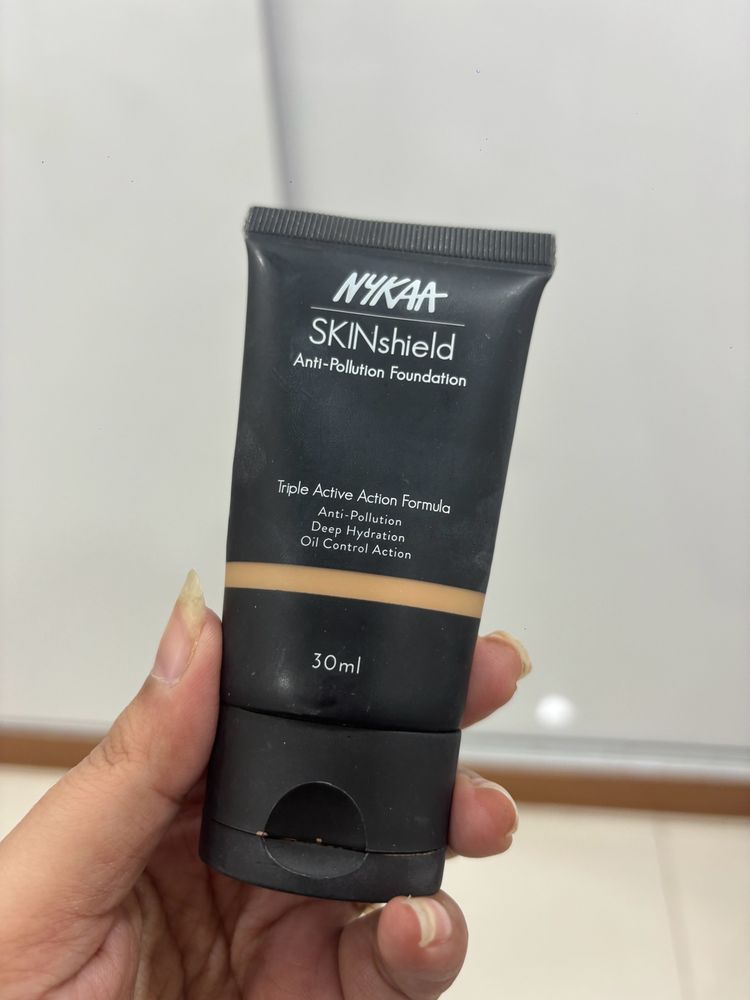 NYKAA
SKINshield
Anti-Pollution Foundation
Triple Active Action Formula
Anti-Pollution
Deep Hydration
Oil Control Action
30ml